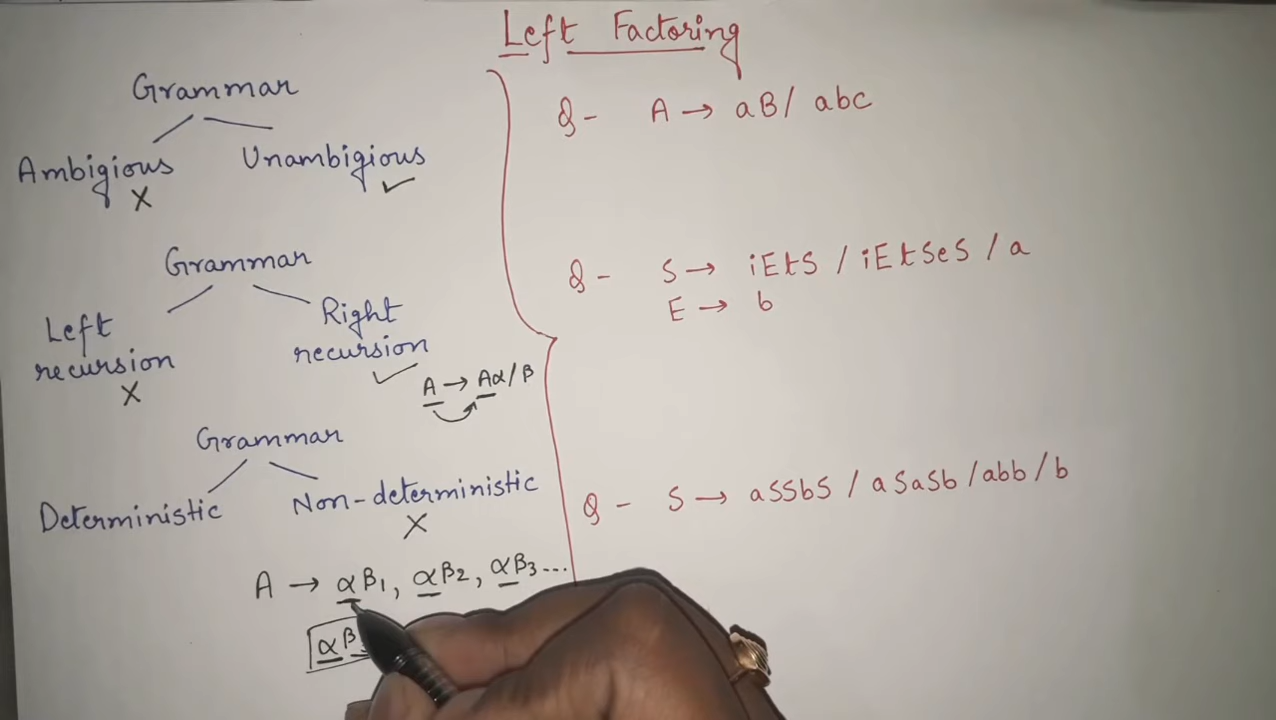 Left Factoring
Grammar
Ambigious Unambigious
X ✓
Grammar
Left recursion
Right recursion
X ✓
A → Aα/β
Grammar
Deterministic Non-deterministic
X
A → αβ1, αβ2, αβ3...
αβ
Q- A → aB/ abc
Q- S → iEtS / iEtSeS / a
E → b
Q- S → aSSbS / aSaSb /abb /b